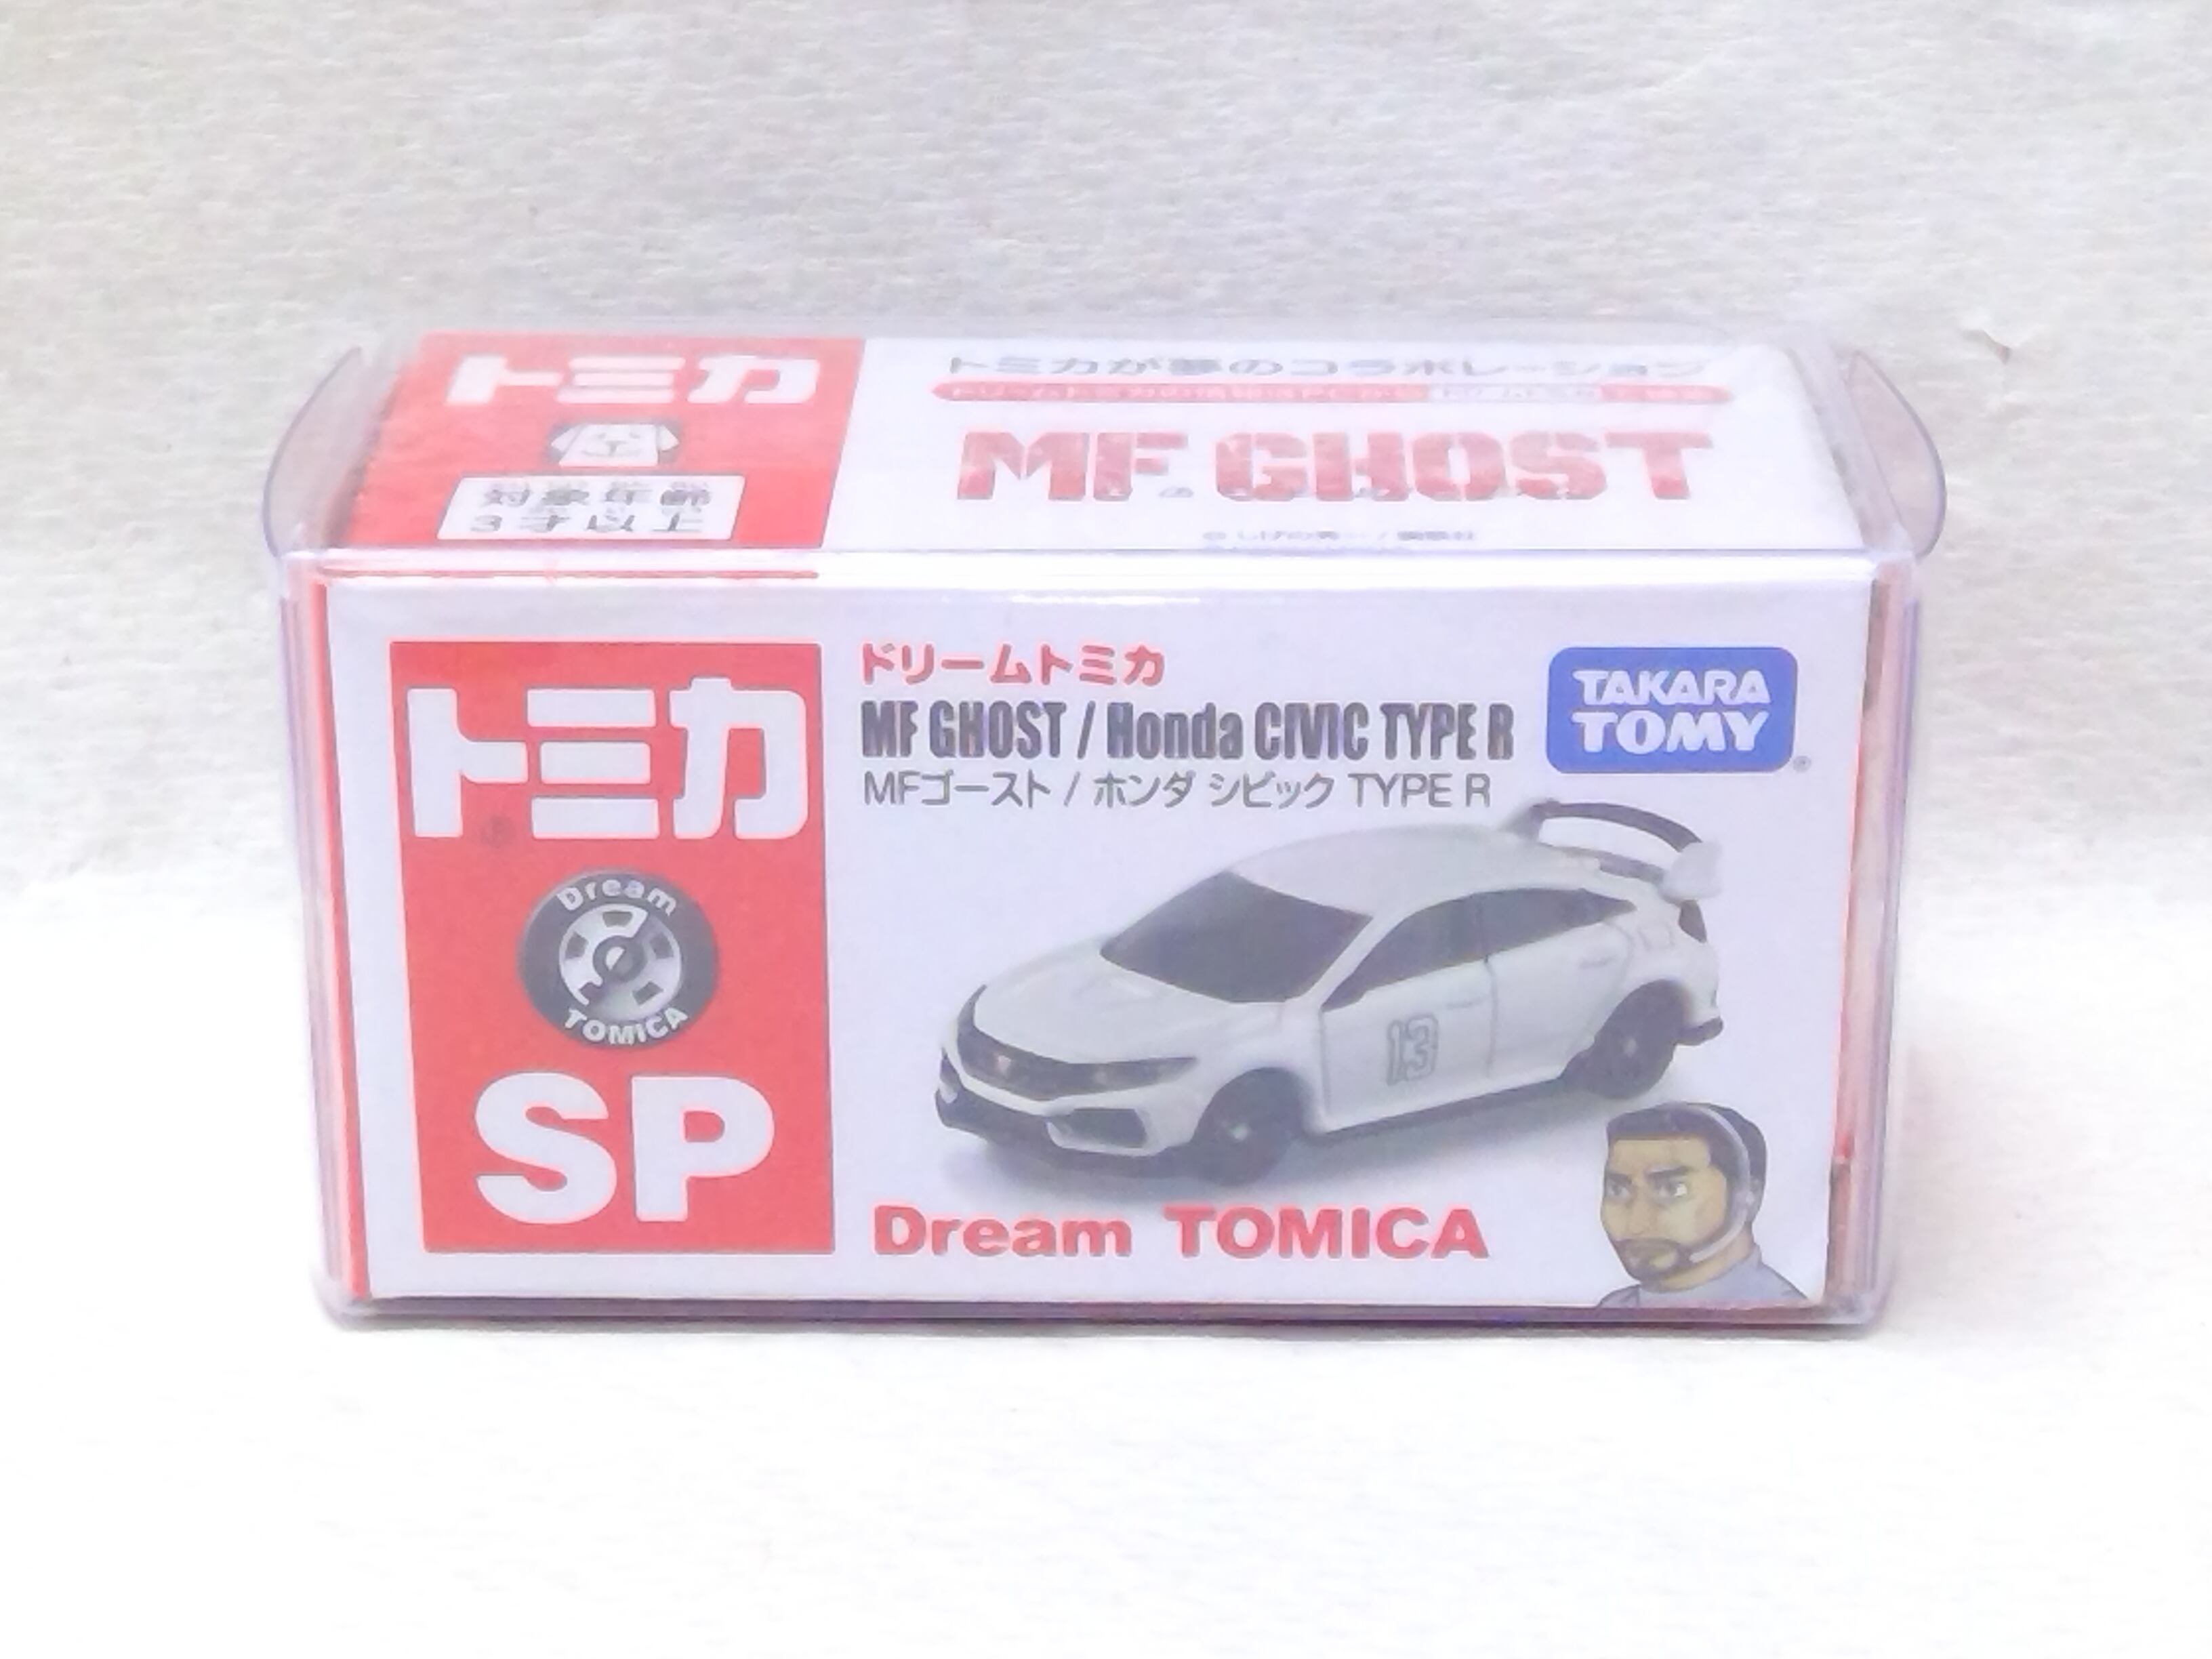 トミカ
対象年齢
3才以上
トミカが夢のコラボレーション
MF GHOST
トミカ
Dream
TOMICA
SP
ドリームトミカ
MF GHOST / Honda CIVIC TYPE R
MFゴースト / ホンダ シビック TYPE R
TAKARA
TOMY
13
Dream TOMICA